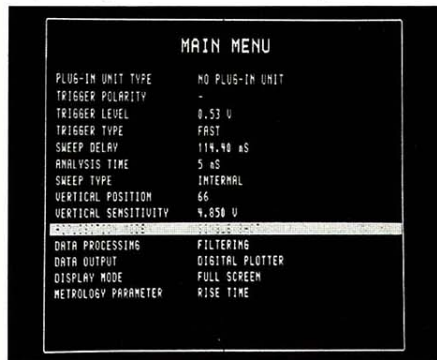 MAIN MENU
PLUG-IN UNIT TYPE NO PLUG-IN UNIT
TRIGGER POLARITY -
TRIGGER LEVEL 0.53 V
TRIGGER TYPE FAST
SWEEP DELAY 114.40 nS
ANALYSIS TIME 5 nS
SWEEP TYPE INTERNAL
VERTICAL POSITION 66
VERTICAL SENSITIVITY 4.850 V
DATA PROCESSING FILTERING
DATA OUTPUT DIGITAL PLOTTER
DISPLAY MODE FULL SCREEN
METROLOGY PARAMETER RISE TIME